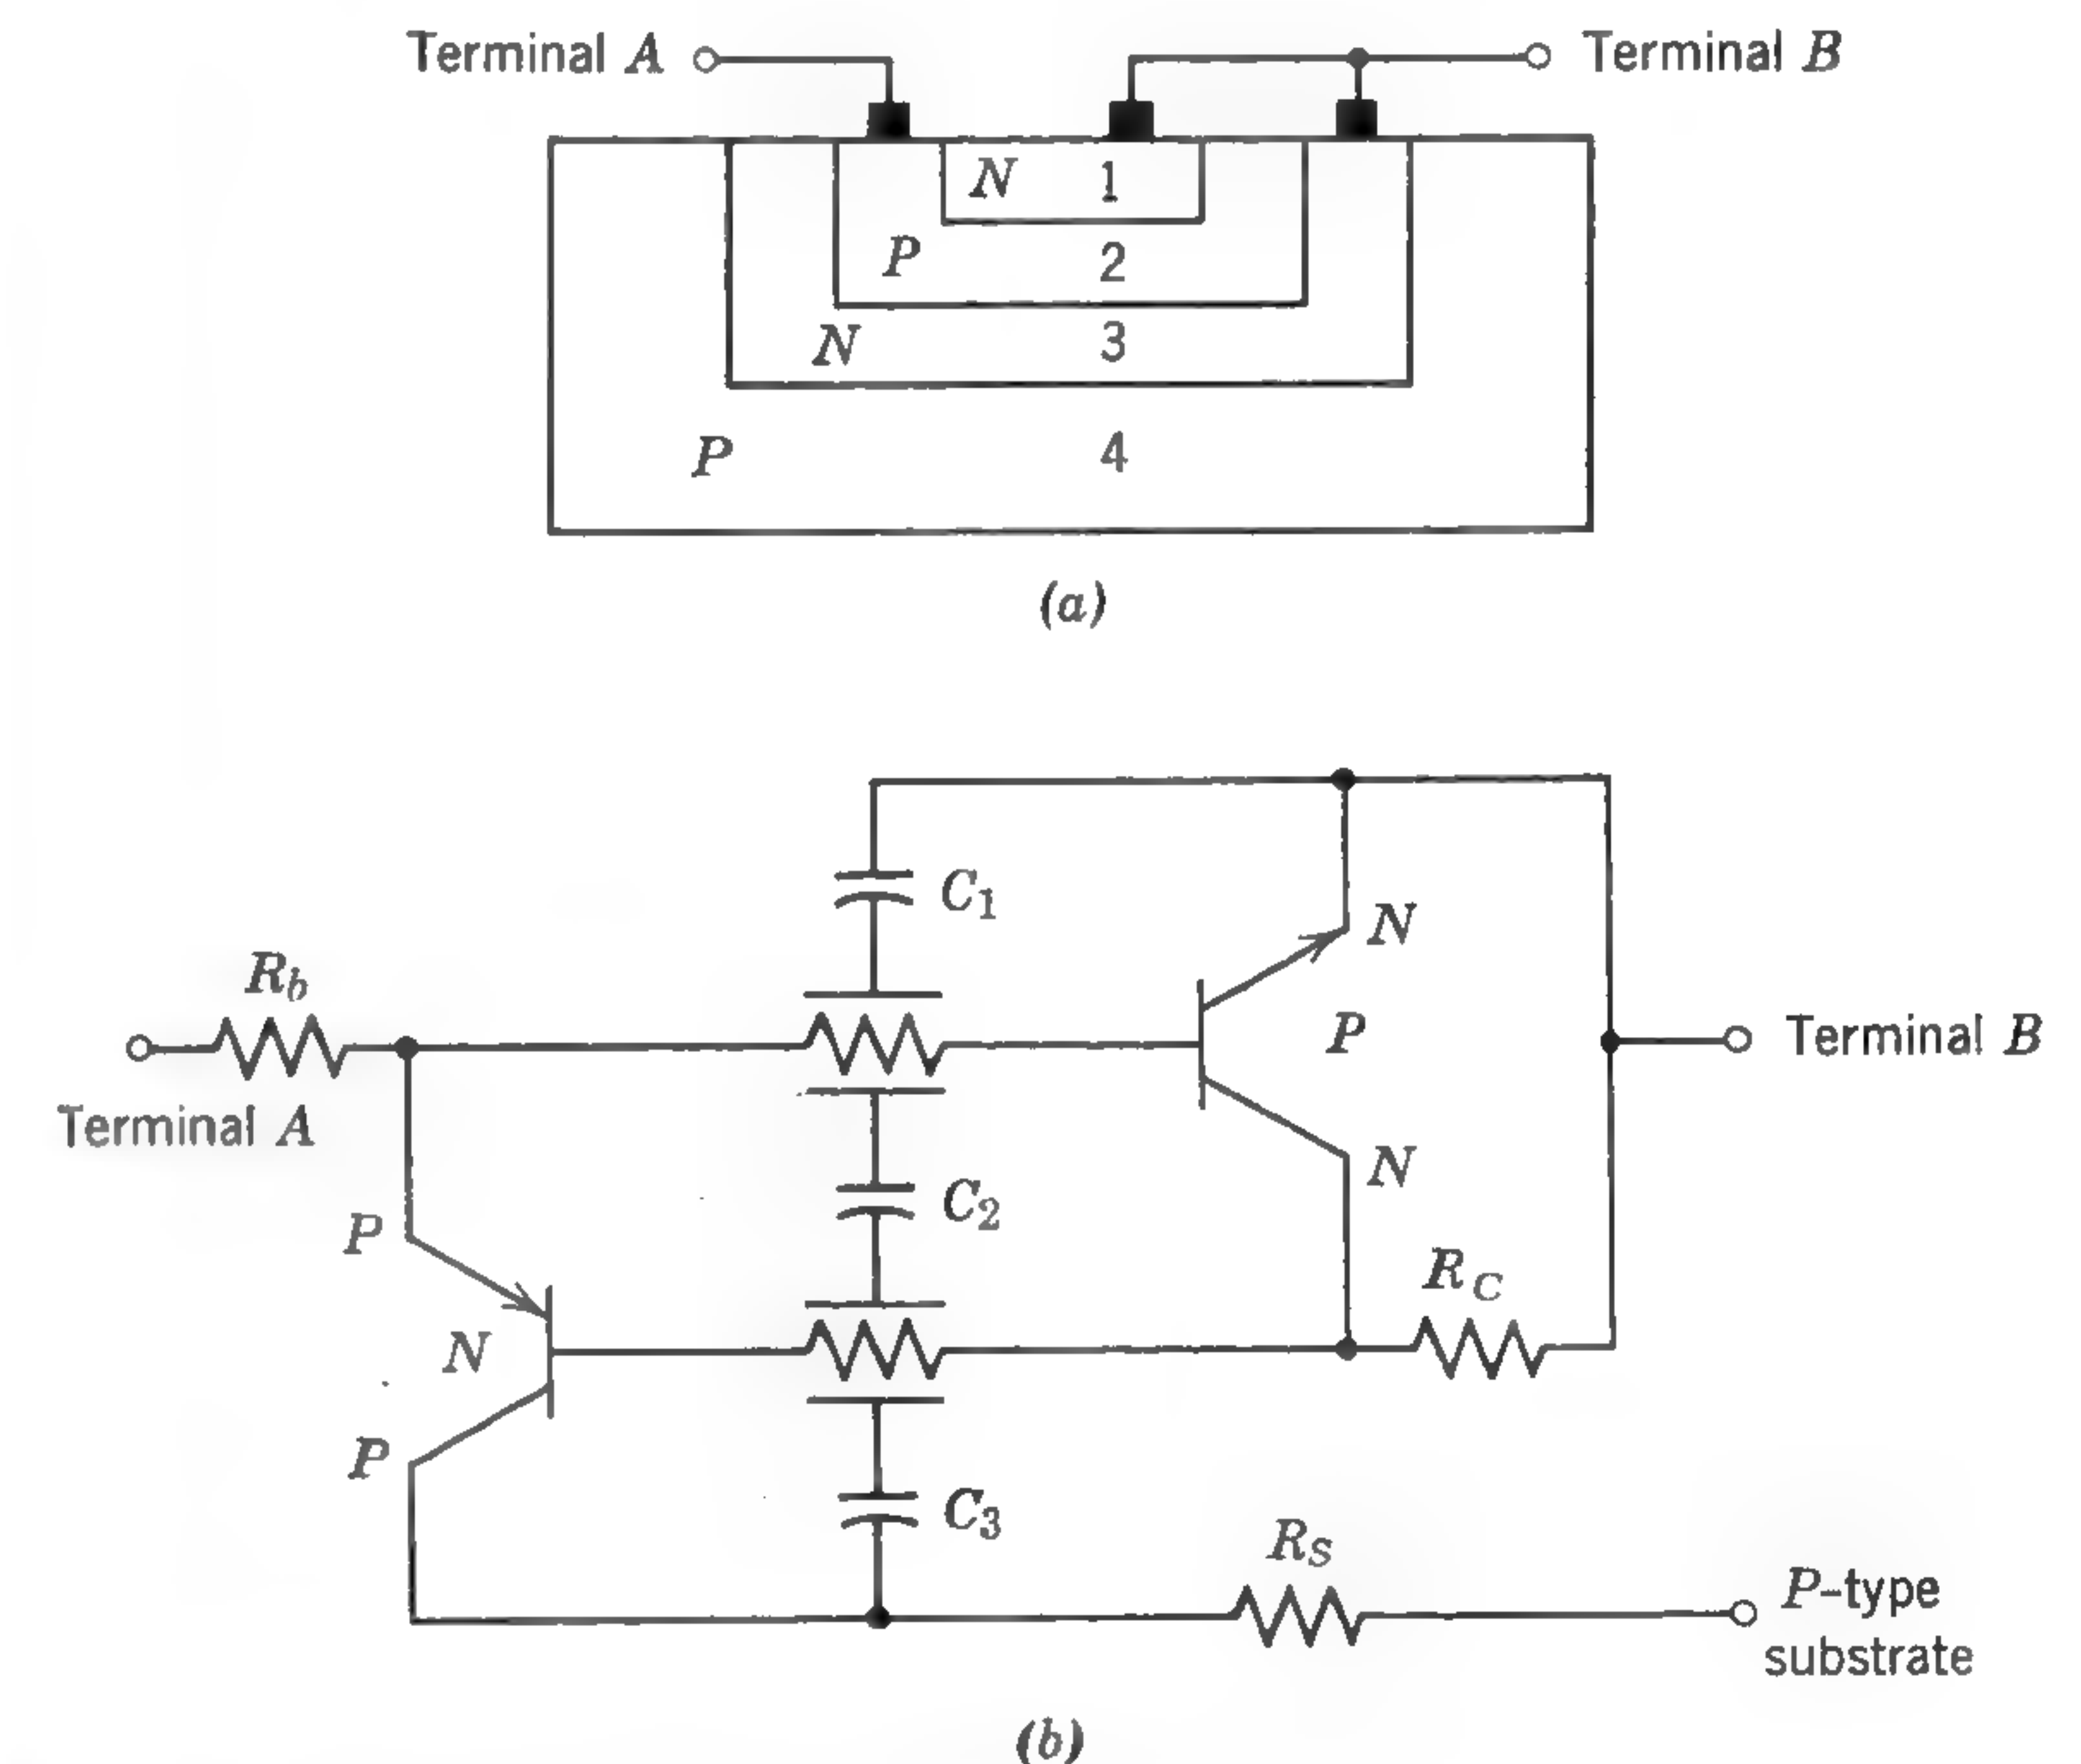 Terminal A
Terminal B
N 1
P 2
N 3
P 4
(a)
C1
N
Rb
P
Terminal B
Terminal A
N
C2
P
RC
N
P
C3
RS
P-type
substrate
(b)